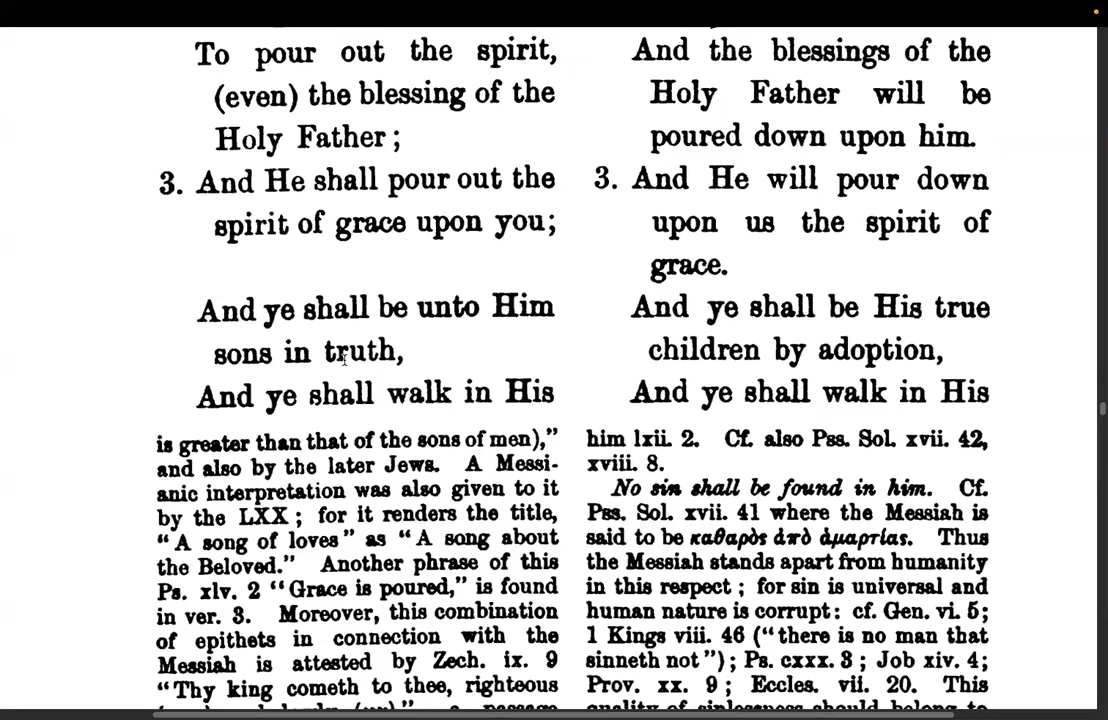 To pour out the spirit,
(even) the blessing of the
Holy Father ;
3. And He shall pour out the
spirit of grace upon you;
And ye shall be unto Him
sons in truth,
And ye shall walk in His
And the blessings of the
Holy Father will be
poured down upon him.
3. And He will pour down
upon us the spirit of
grace.
And ye shall be His true
children by adoption,
And ye shall walk in His
is greater than that of the sons of men),"
and also by the later Jews. A Messi-
anic interpretation was also given to it
by the LXX ; for it renders the title,
"A song of loves" as "A song about
the Beloved." Another phrase of this
Ps. xlv. 2 "Grace is poured," is found
in ver. 3. Moreover, this combination
of epithets in connection with the
Messiah is attested by Zech. ix. 9
"Thy king cometh to thee, righteous
him lxii. 2. Cf. also Pss. Sol. xvii. 42,
xviii. 8.
No sin shall be found in him. Cf.
Pss. Sol. xvii. 41 where the Messiah is
said to be καθαρὸς ἀπὸ ἁμαρτίας. Thus
the Messiah stands apart from humanity
in this respect ; for sin is universal and
human nature is corrupt : cf. Gen. vi. 5;
1 Kings viii. 46 ("there is no man that
sinneth not") ; Ps. cxxx. 3 ; Job xiv. 4;
Prov. xx. 9 ; Eccles. vii. 20. This
quality of sinlessness should belong to